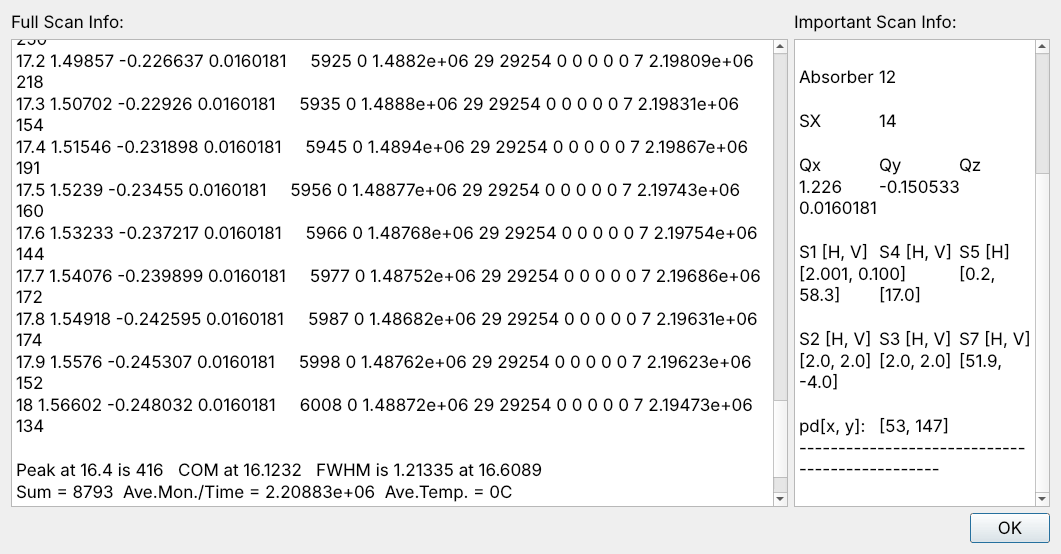 Full Scan Info:
250
17.2 1.49857 -0.226637 0.0160181 5925 0 1.4882e+06 29 29254 0 0 0 0 0 7 2.19809e+06
218
17.3 1.50702 -0.22926 0.0160181 5935 0 1.4888e+06 29 29254 0 0 0 0 0 7 2.19831e+06
154
17.4 1.51546 -0.231898 0.0160181 5945 0 1.4894e+06 29 29254 0 0 0 0 0 7 2.19867e+06
191
17.5 1.5239 -0.23455 0.0160181 5956 0 1.48877e+06 29 29254 0 0 0 0 0 7 2.19743e+06
160
17.6 1.53233 -0.237217 0.0160181 5966 0 1.48768e+06 29 29254 0 0 0 0 0 7 2.19754e+06
144
17.7 1.54076 -0.239899 0.0160181 5977 0 1.48752e+06 29 29254 0 0 0 0 0 7 2.19686e+06
172
17.8 1.54918 -0.242595 0.0160181 5987 0 1.48682e+06 29 29254 0 0 0 0 0 7 2.19631e+06
174
17.9 1.5576 -0.245307 0.0160181 5998 0 1.48762e+06 29 29254 0 0 0 0 0 7 2.19623e+06
152
18 1.56602 -0.248032 0.0160181 6008 0 1.48872e+06 29 29254 0 0 0 0 0 7 2.19473e+06
134
Peak at 16.4 is 416 COM at 16.1232 FWHM is 1.21335 at 16.6089
Sum = 8793 Ave.Mon./Time = 2.20883e+06 Ave.Temp. = 0C
Important Scan Info:
Absorber 12
SX 14
Qx Qy Qz
1.226 -0.150533
0.0160181
S1 [H, V] S4 [H, V] S5 [H]
[2.001, 0.100] [0.2,
58.3] [17.0]
S2 [H, V] S3 [H, V] S7 [H, V]
[2.0, 2.0] [2.0, 2.0] [51.9,
-4.0]
pd[x, y]: [53, 147]
-----------------------------
------------------
OK